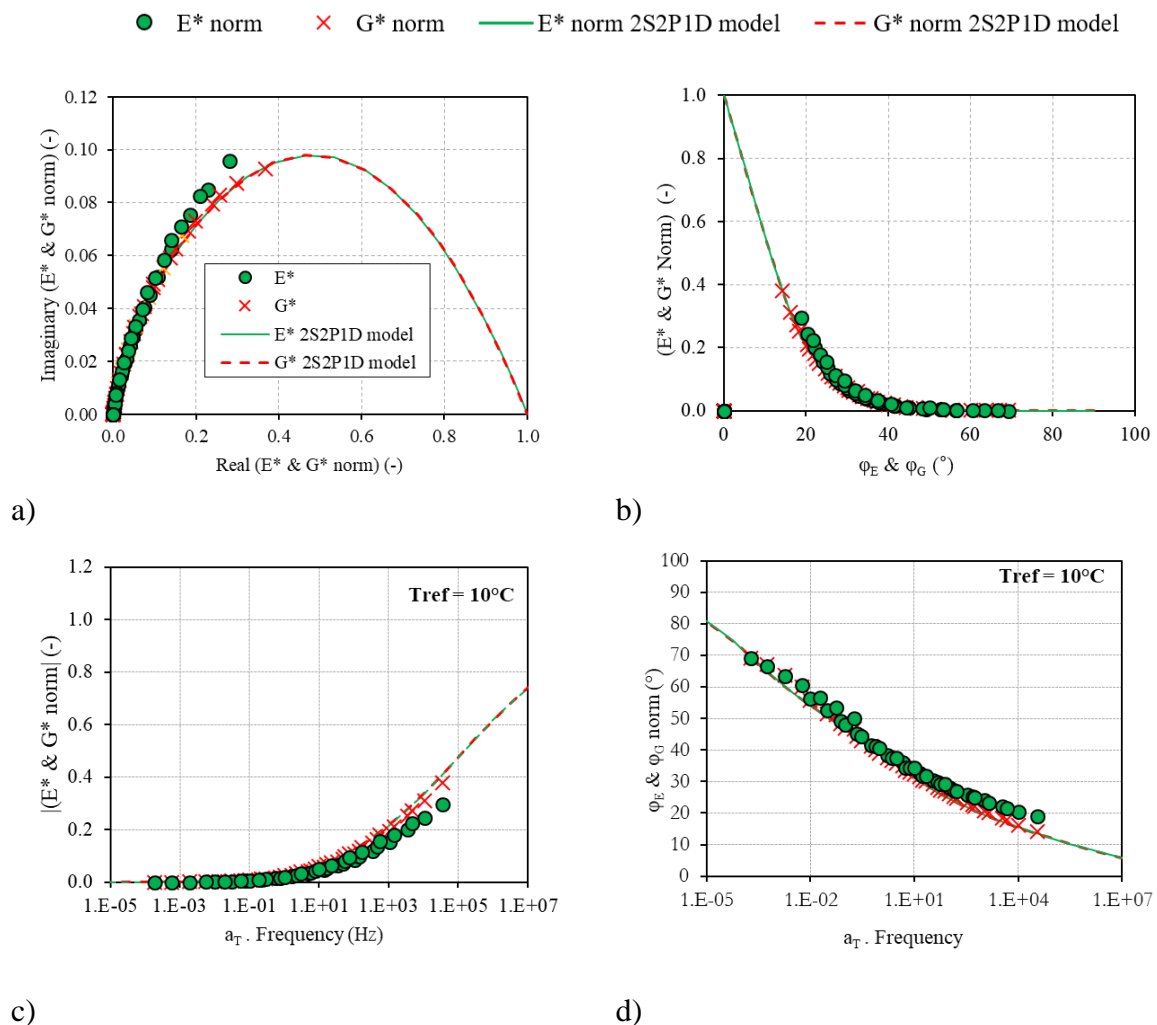 E* norm G* norm E* norm 2S2P1D model G* norm 2S2P1D model
0.12
0.10
0.08
0.06
0.04
0.02
0.00
Imaginary (E* & G* norm) (-)
E*
G*
E* 2S2P1D model
G* 2S2P1D model
0.0 0.2 0.4 0.6 0.8 1.0
Real (E* & G* norm) (-)
a)
1.0
0.8
0.6
0.4
0.2
0.0
(E* & G* Norm) (-)
0 20 40 60 80 100
φE & φG (°)
b)
1.2
1.0
0.8
0.6
0.4
0.2
0.0
|(E* & G* norm| (-)
Tref = 10°C
1.E-05 1.E-03 1.E-01 1.E+01 1.E+03 1.E+05 1.E+07
aT . Frequency (Hz)
c)
100
90
80
70
60
50
40
30
20
10
0
φE & φG norm (°)
Tref = 10°C
1.E-05 1.E-02 1.E+01 1.E+04 1.E+07
aT . Frequency
d)